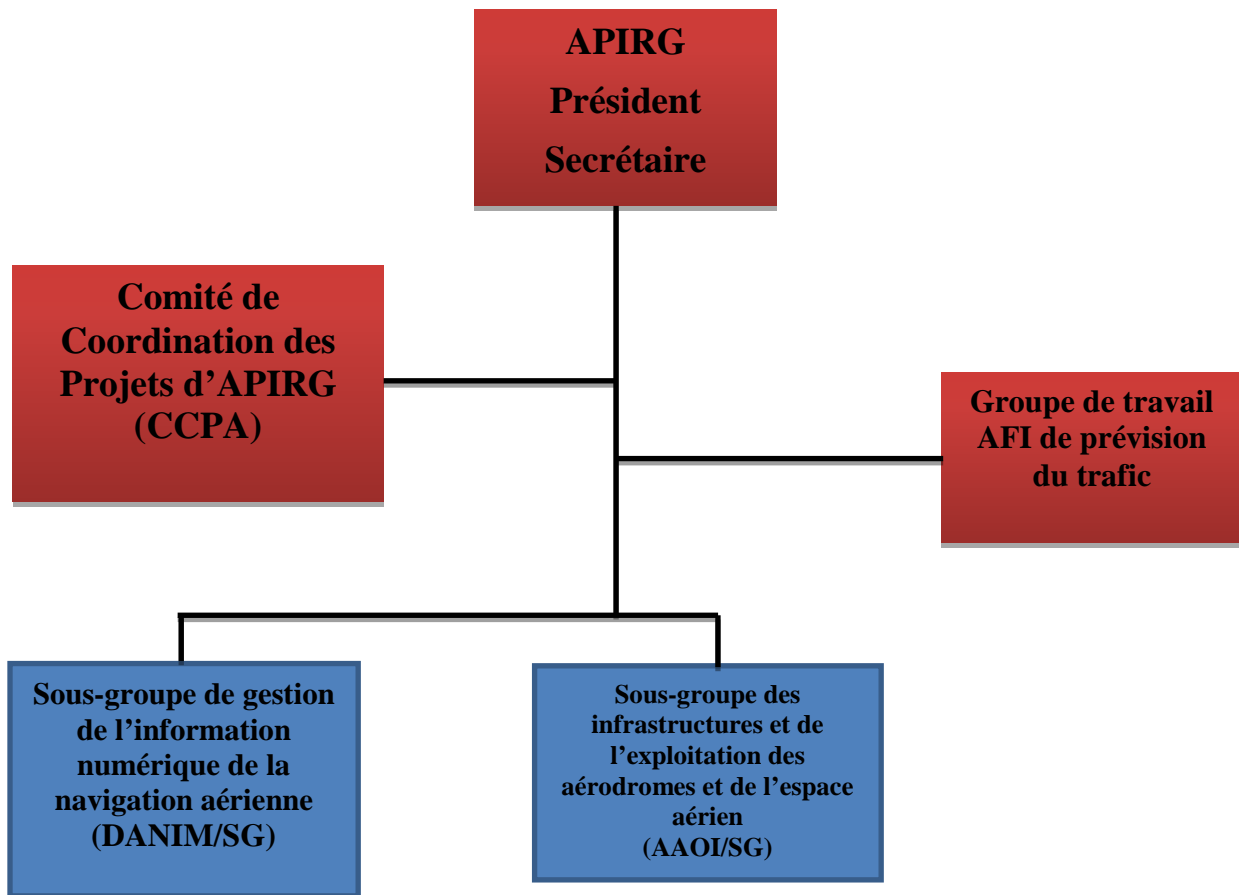 APIRG
Président
Secrétaire
Comité de
Coordination des
Projets d’APIRG
(CCPA)
Groupe de travail
AFI de prévision
du trafic
Sous-groupe de gestion
de l’information
numérique de la
navigation aérienne
(DANIM/SG)
Sous-groupe des
infrastructures et de
l’exploitation des
aérodromes et de l’espace
aérien
(AAOI/SG)